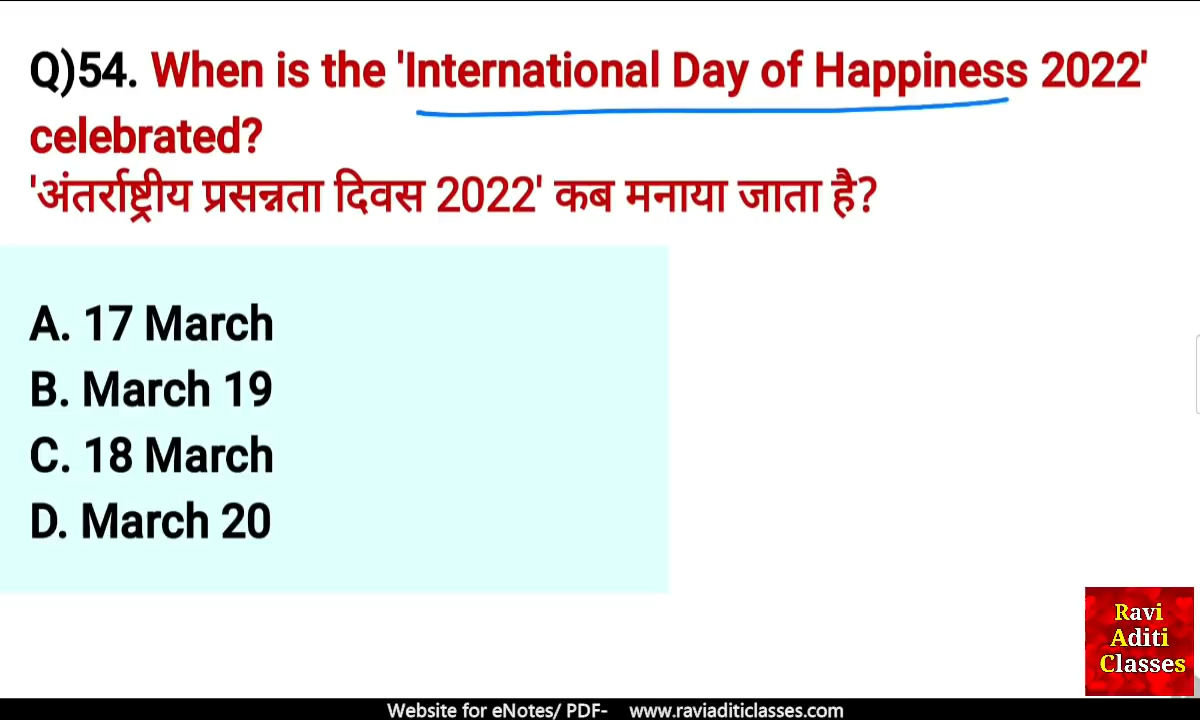 Q)54. When is the 'International Day of Happiness 2022'
celebrated?
'अंतर्राष्ट्रीय प्रसन्नता दिवस 2022' कब मनाया जाता है?
A. 17 March
B. March 19
C. 18 March
D. March 20
Ravi
Aditi
Classes
Website for eNotes/ PDF- www.raviaditiclasses.com